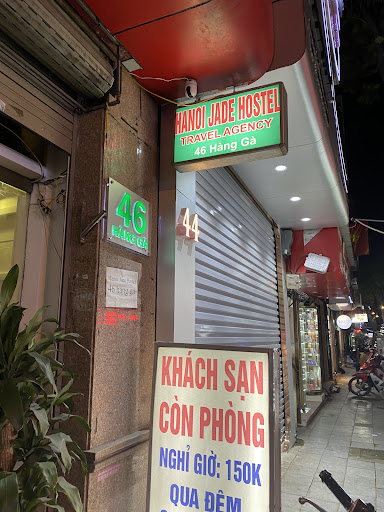 HANOI JADE HOSTEL
TRAVEL AGENCY
46 Hàng Gà
46
HÀNG GÀ
44
KHÁCH SẠN
CÒN PHÒNG
NGHỈ GIỜ: 150K
QUA ĐÊM